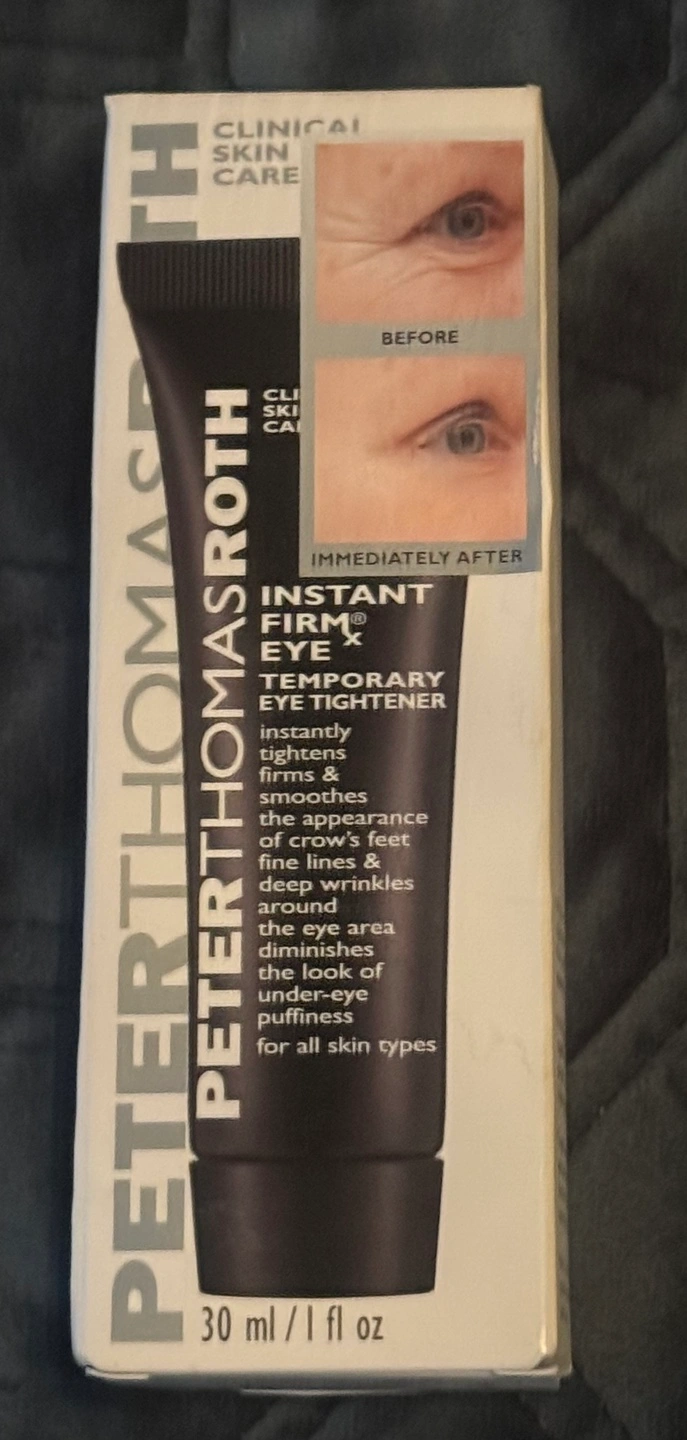 CLINICAL
SKIN
CARE
PETERTHOMASROTH
BEFORE
IMMEDIATELY AFTER
PETERTHOMASROTH
INSTANT
FIRMx®
EYE
TEMPORARY
EYE TIGHTENER
instantly
tightens
firms &
smoothes
the appearance
of crow's feet
fine lines &
deep wrinkles
around
the eye area
diminishes
the look of
under-eye
puffiness
for all skin types
30 ml / 1 fl oz